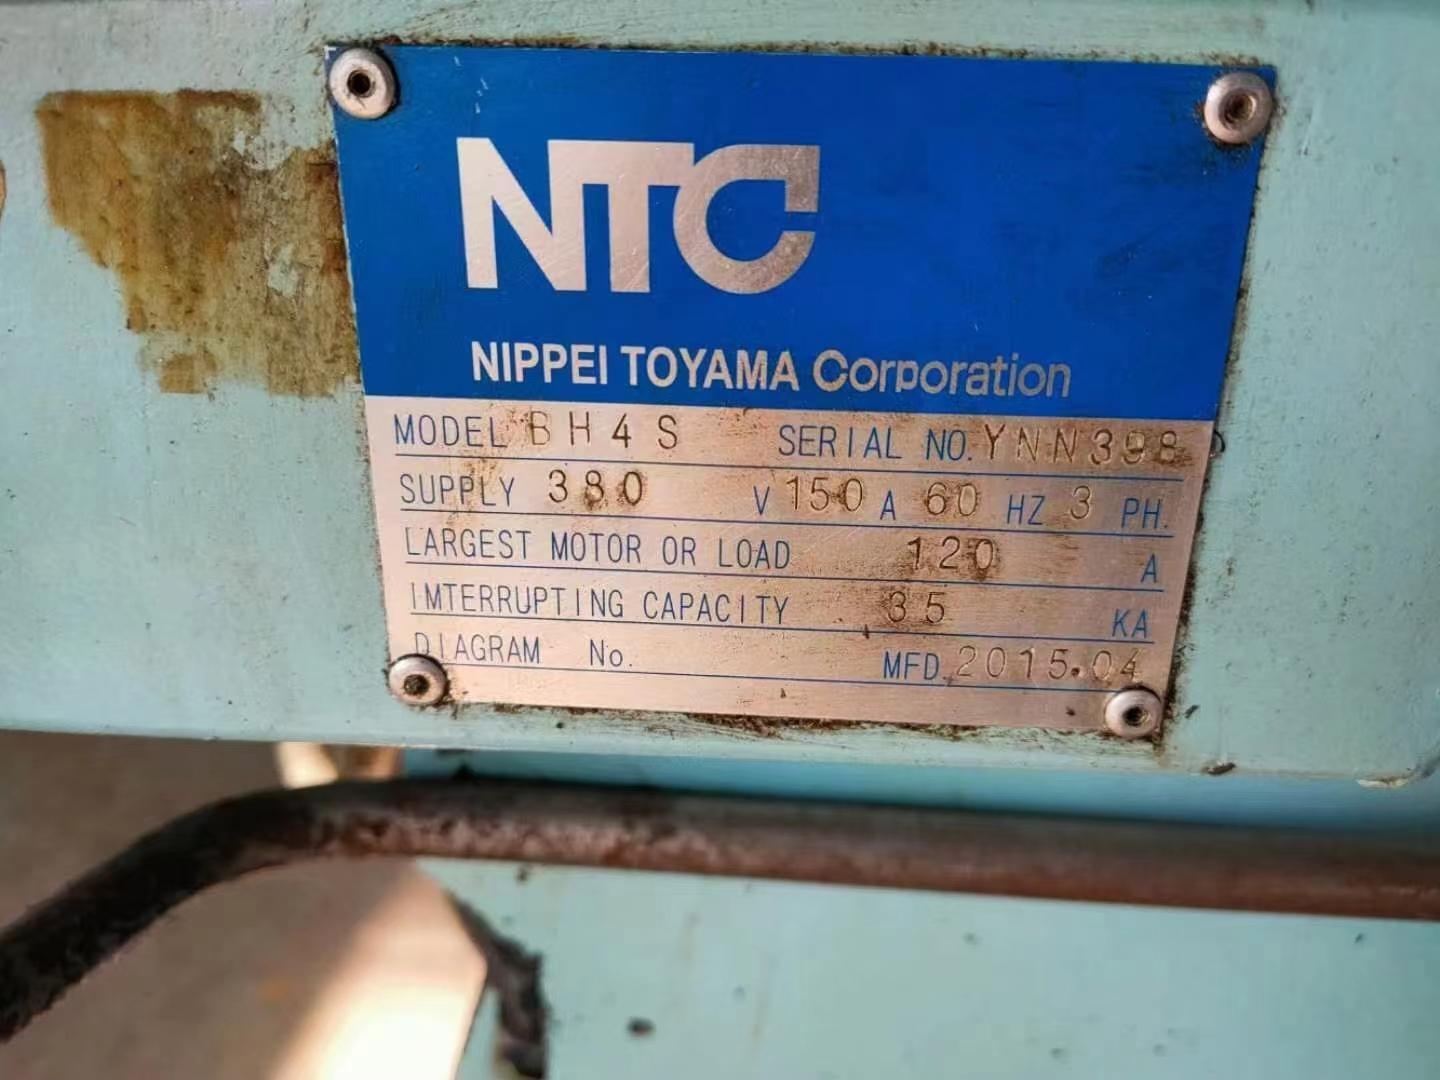 NTC
NIPPEI TOYAMA Corporation
MODEL BH4S SERIAL NO. YNN398
SUPPLY 380 V 150 A 60 HZ 3 PH.
LARGEST MOTOR OR LOAD 120 A
IMTERRUPTING CAPACITY 35 KA
DIAGRAM No. MFD. 2015.04